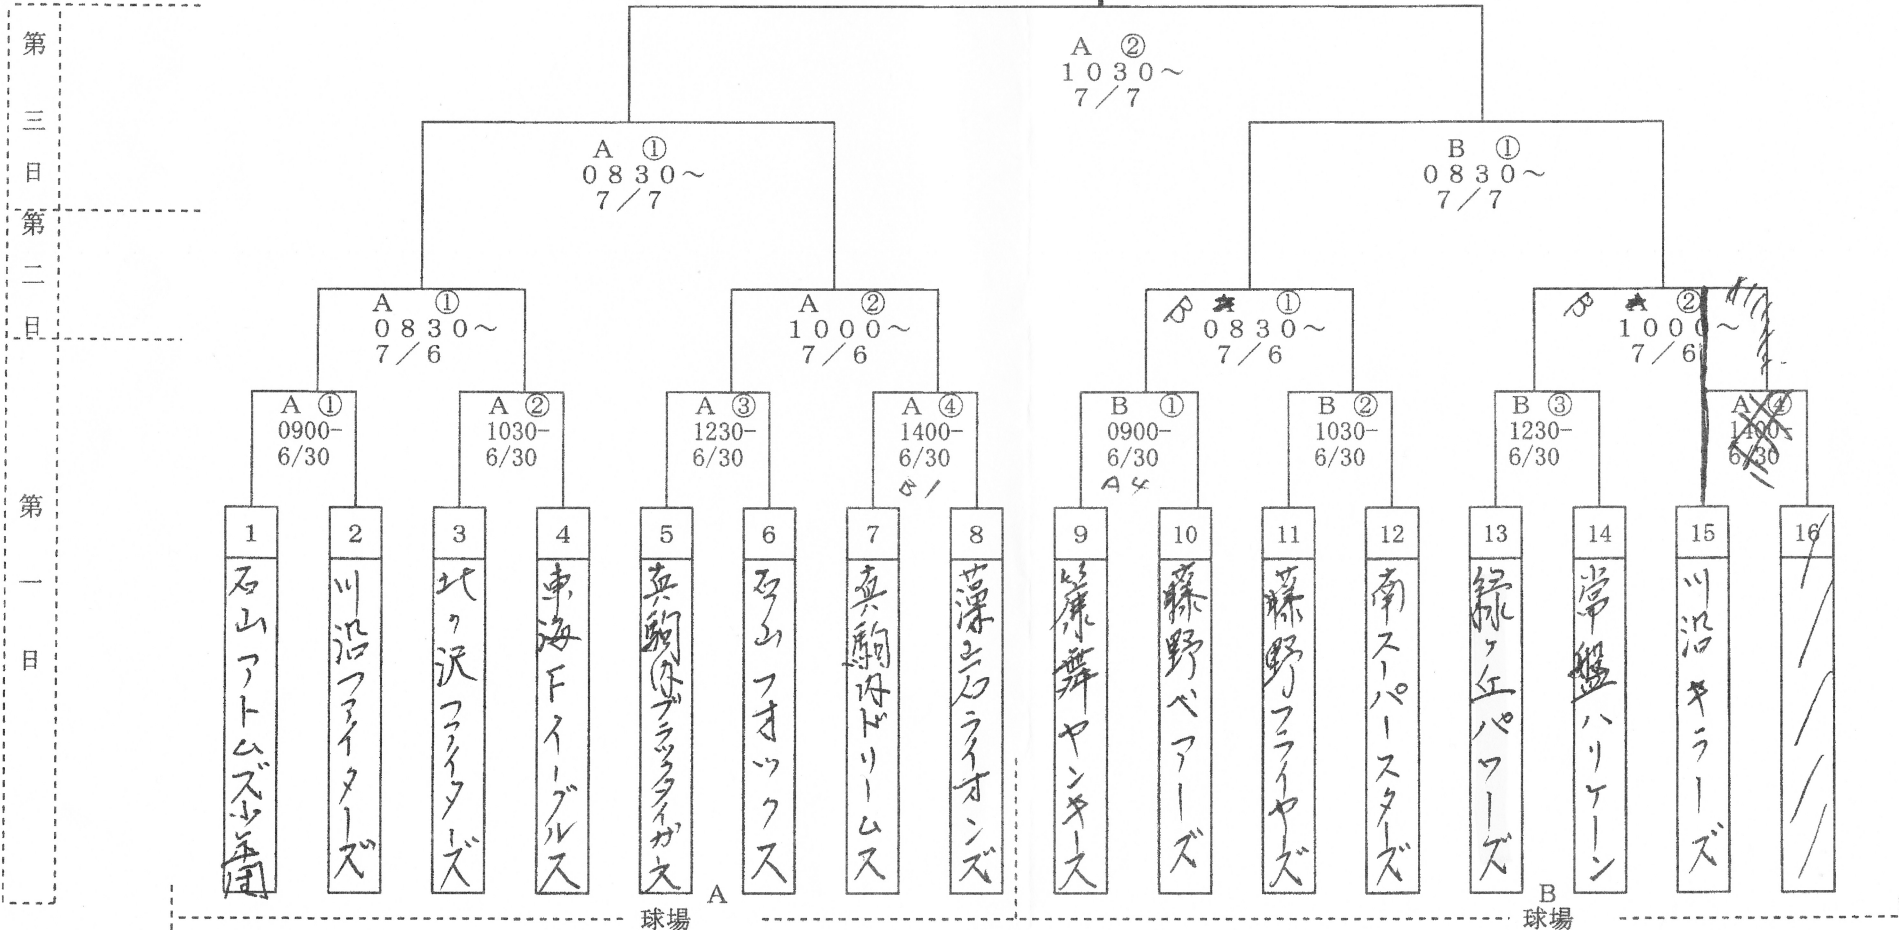 A ②
1030～
7／7
第三日
A ①
0830～
7／7
B ①
0830～
7／7
第二日
A ①
0830～
7／6
A ②
1000～
7／6
B A ①
0830～
7／6
B A ②
1000～
7／6
第一日
A ①
0900-
6/30
A ②
1030-
6/30
A ③
1230-
6/30
A ④
1400-
6/30
B1
B ①
0900-
6/30
A4
B ②
1030-
6/30
B ③
1230-
6/30
A ④
1400-
6/30
1
石山アトムズ少年団
2
川沿ファイターズ
3
北の沢ファイターズ
4
東海Fイーグルス
5
真駒内ブラックタイガース
6
石山フォックス
7
真駒内ドリームス
8
藻岩ライオンズ
9
簾舞ヤンキース
10
藤野ベアーズ
11
藤野フライヤーズ
12
南スーパースターズ
13
緑ヶ丘パワーズ
14
常盤ハリケーン
15
川沿キラーズ
16
A
球場
B
球場